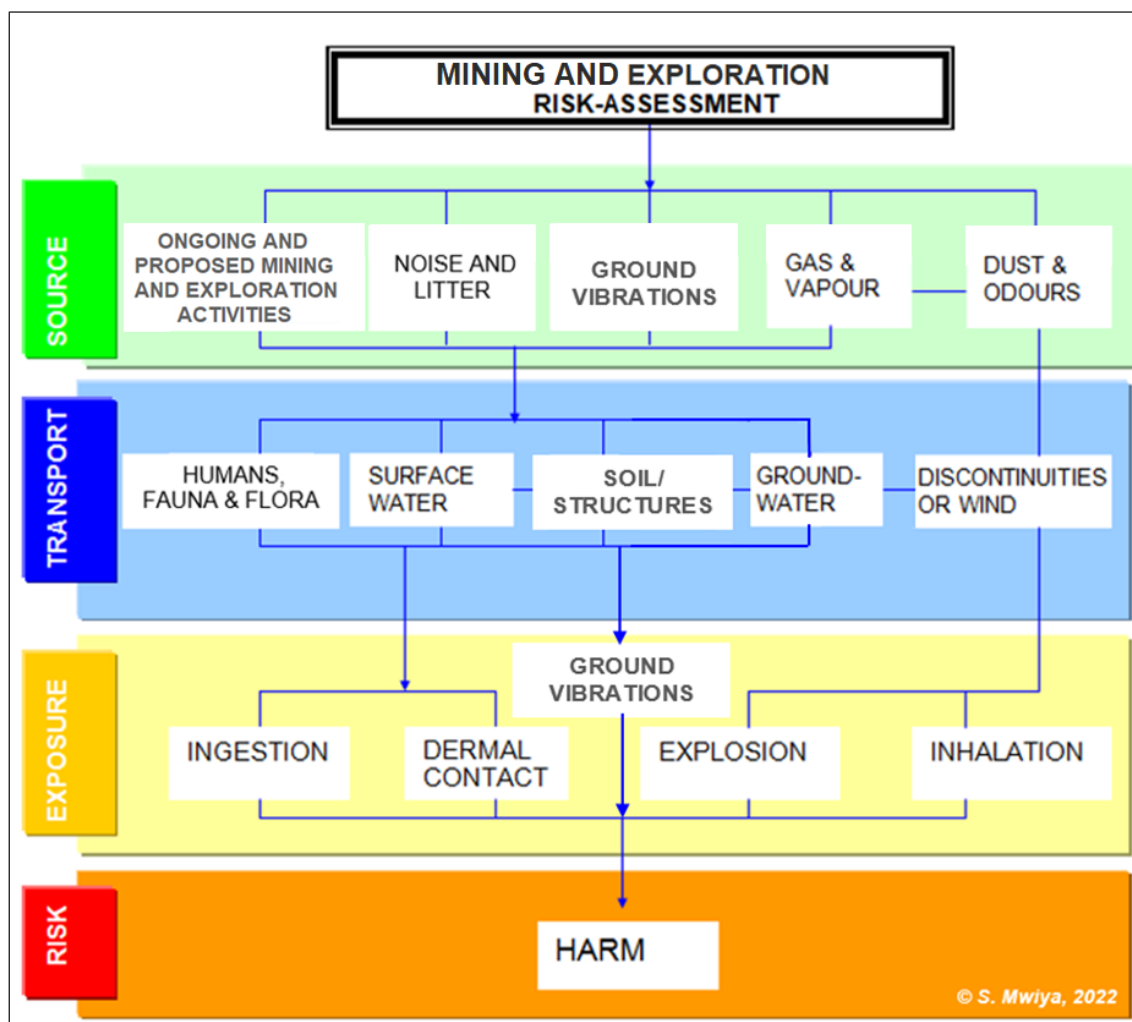 MINING AND EXPLORATION
RISK-ASSESSMENT
SOURCE
ONGOING AND
PROPOSED MINING
AND EXPLORATION
ACTIVITIES
NOISE AND
LITTER
GROUND
VIBRATIONS
GAS &
VAPOUR
DUST &
ODOURS
TRANSPORT
HUMANS,
FAUNA & FLORA
SURFACE
WATER
SOIL/
STRUCTURES
GROUND-
WATER
DISCONTINUITIES
OR WIND
EXPOSURE
GROUND
VIBRATIONS
INGESTION
DERMAL
CONTACT
EXPLOSION
INHALATION
RISK
HARM
© S. Mwiya, 2022